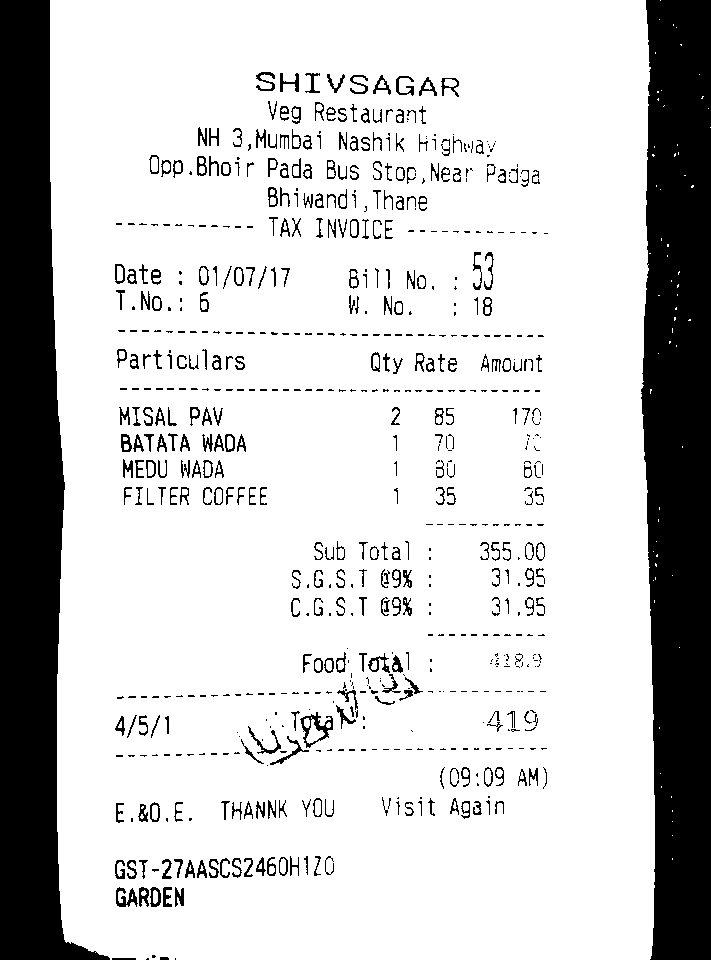 SHIVSAGAR
Veg Restaurant
NH 3,Mumbai Nashik Highway
Opp.Bhoir Pada Bus Stop,Near Padga
Bhiwandi,Thane
------------ TAX INVOICE ------------
Date : 01/07/17 Bill No. : 53
T.No.: 6 W. No. : 18
Particulars Qty Rate Amount
MISAL PAV 2 85 170
BATATA WADA 1 70 70
MEDU WADA 1 80 80
FILTER COFFEE 1 35 35
Sub Total : 355.00
S.G.S.T @9% : 31.95
C.G.S.T @9% : 31.95
Food Total : 418.9
4/5/1 Total : 419
(09:09 AM)
E.&O.E. THANNK YOU Visit Again
GST-27AASCS2460H1Z0
GARDEN